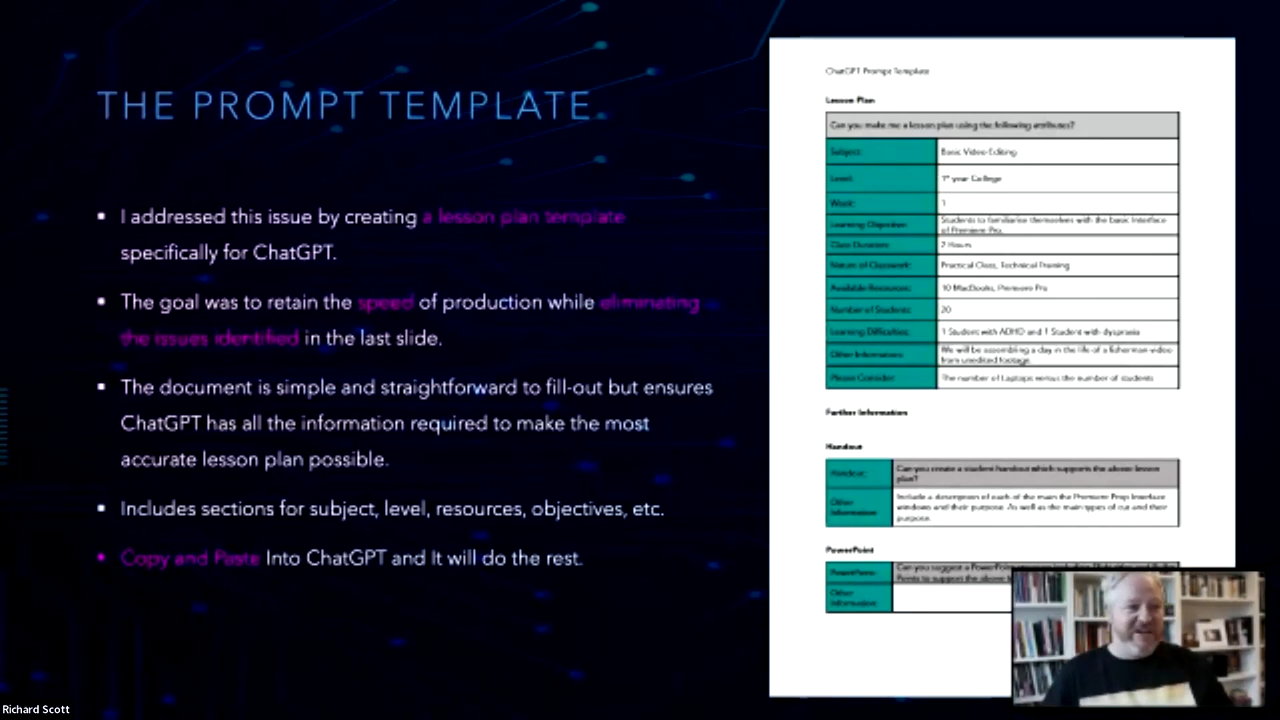 THE PROMPT TEMPLATE
▪ I addressed this issue by creating a lesson plan template
specifically for ChatGPT.
▪ The goal was to retain the speed of production while eliminating
the issues identified in the last slide.
▪ The document is simple and straightforward to fill-out but ensures
ChatGPT has all the information required to make the most
accurate lesson plan possible.
▪ Includes sections for subject, level, resources, objectives, etc.
▪ Copy and Paste Into ChatGPT and It will do the rest.
ChatGPT Prompt Template
Lesson Plan
Can you make me a lesson plan using the following attributes?
Subject: Basic Video Editing
Level: 1st year College
Week: 1
Learning Objective: Students to familiarise themselves with the basic Interface
of Premiere Pro.
Class Duration: 2 Hours
Nature of Classwork: Practical Class, Technical Training
Available Resources: 10 MacBooks, Premiere Pro
Number of Students: 20
Learning Difficulties: 1 Student with ADHD and 1 Student with dyspraxia
Other Information: We will be assembling a day in the life of a fisherman video
from unedited footage.
Please Consider: The number of Laptops versus the number of students
Further Information
Handout
Handout: Can you create a student handout which supports the above lesson
plan?
Other Information: Include a description of each of the main the Premiere Prop Interface
windows and their purpose. As well as the main types of cut and their
purpose.
PowerPoint
PowerPoint: Can you suggest a PowerPoint
Points to support the above
Other
Information
Richard Scott